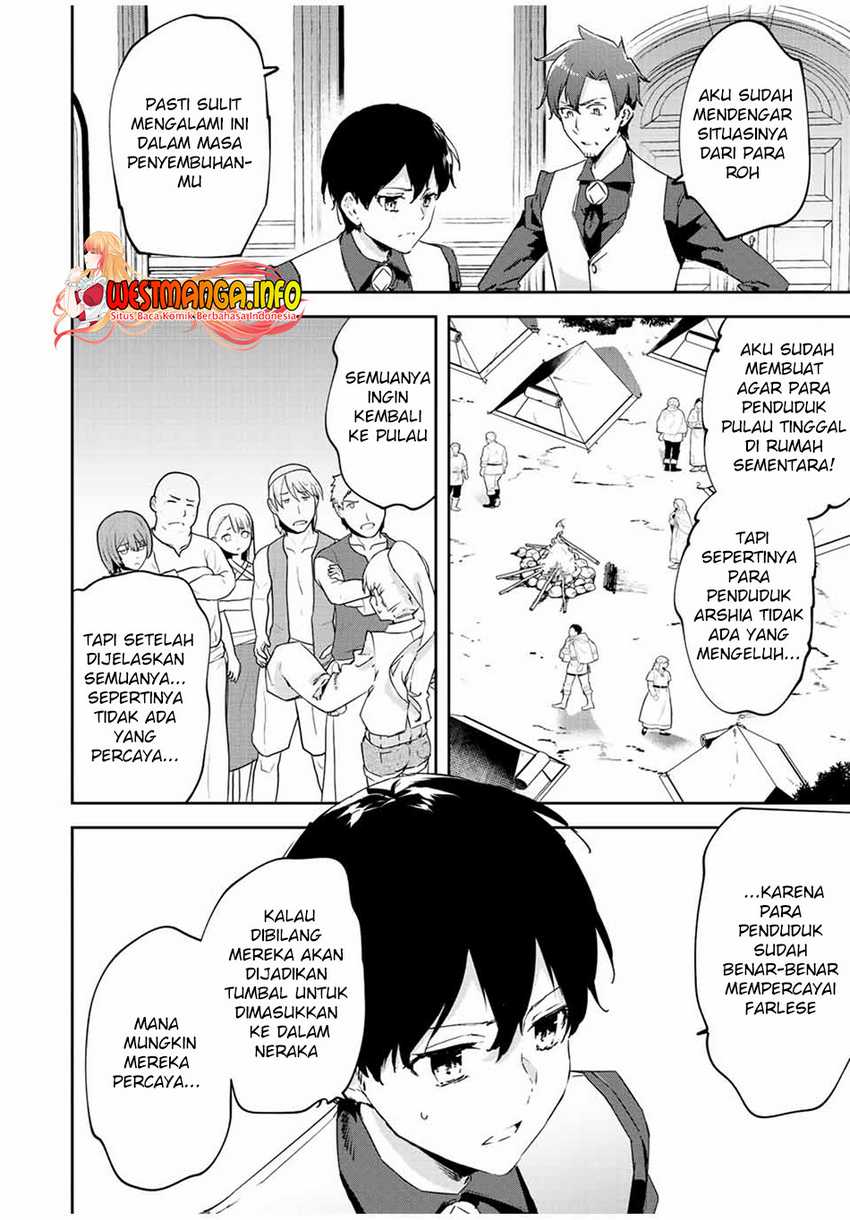 AKU SUDAH
MENDENGAR
SITUASINYA
DARI PARA
ROH
PASTI SULIT
MENGALAMI INI
DALAM MASA
PENYEMBUHAN-
MU
WESTMANGA.INFO
Situs Baca Komik Berbahasa Indonesia
AKU SUDAH
MEMBUAT
AGAR PARA
PENDUDUK
PULAU TINGGAL
DI RUMAH
SEMENTARA!
TAPI
SEPERTINYA
PARA
PENDUDUK
ARSHIA TIDAK
ADA YANG
MENGELUH...
SEMUANYA
INGIN
KEMBALI
KE PULAU
TAPI SETELAH
DIJELASKAN
SEMUANYA...
SEPERTINYA
TIDAK ADA
YANG
PERCAYA...
...KARENA
PARA
PENDUDUK
SUDAH
BENAR-BENAR
MEMPERCAYAI
FARLESE
KALAU
DIBILANG
MEREKA AKAN
DIJADIKAN
TUMBAL UNTUK
DIMASUKKAN
KE DALAM
NERAKA
MANA
MUNGKIN
MEREKA
PERCAYA...